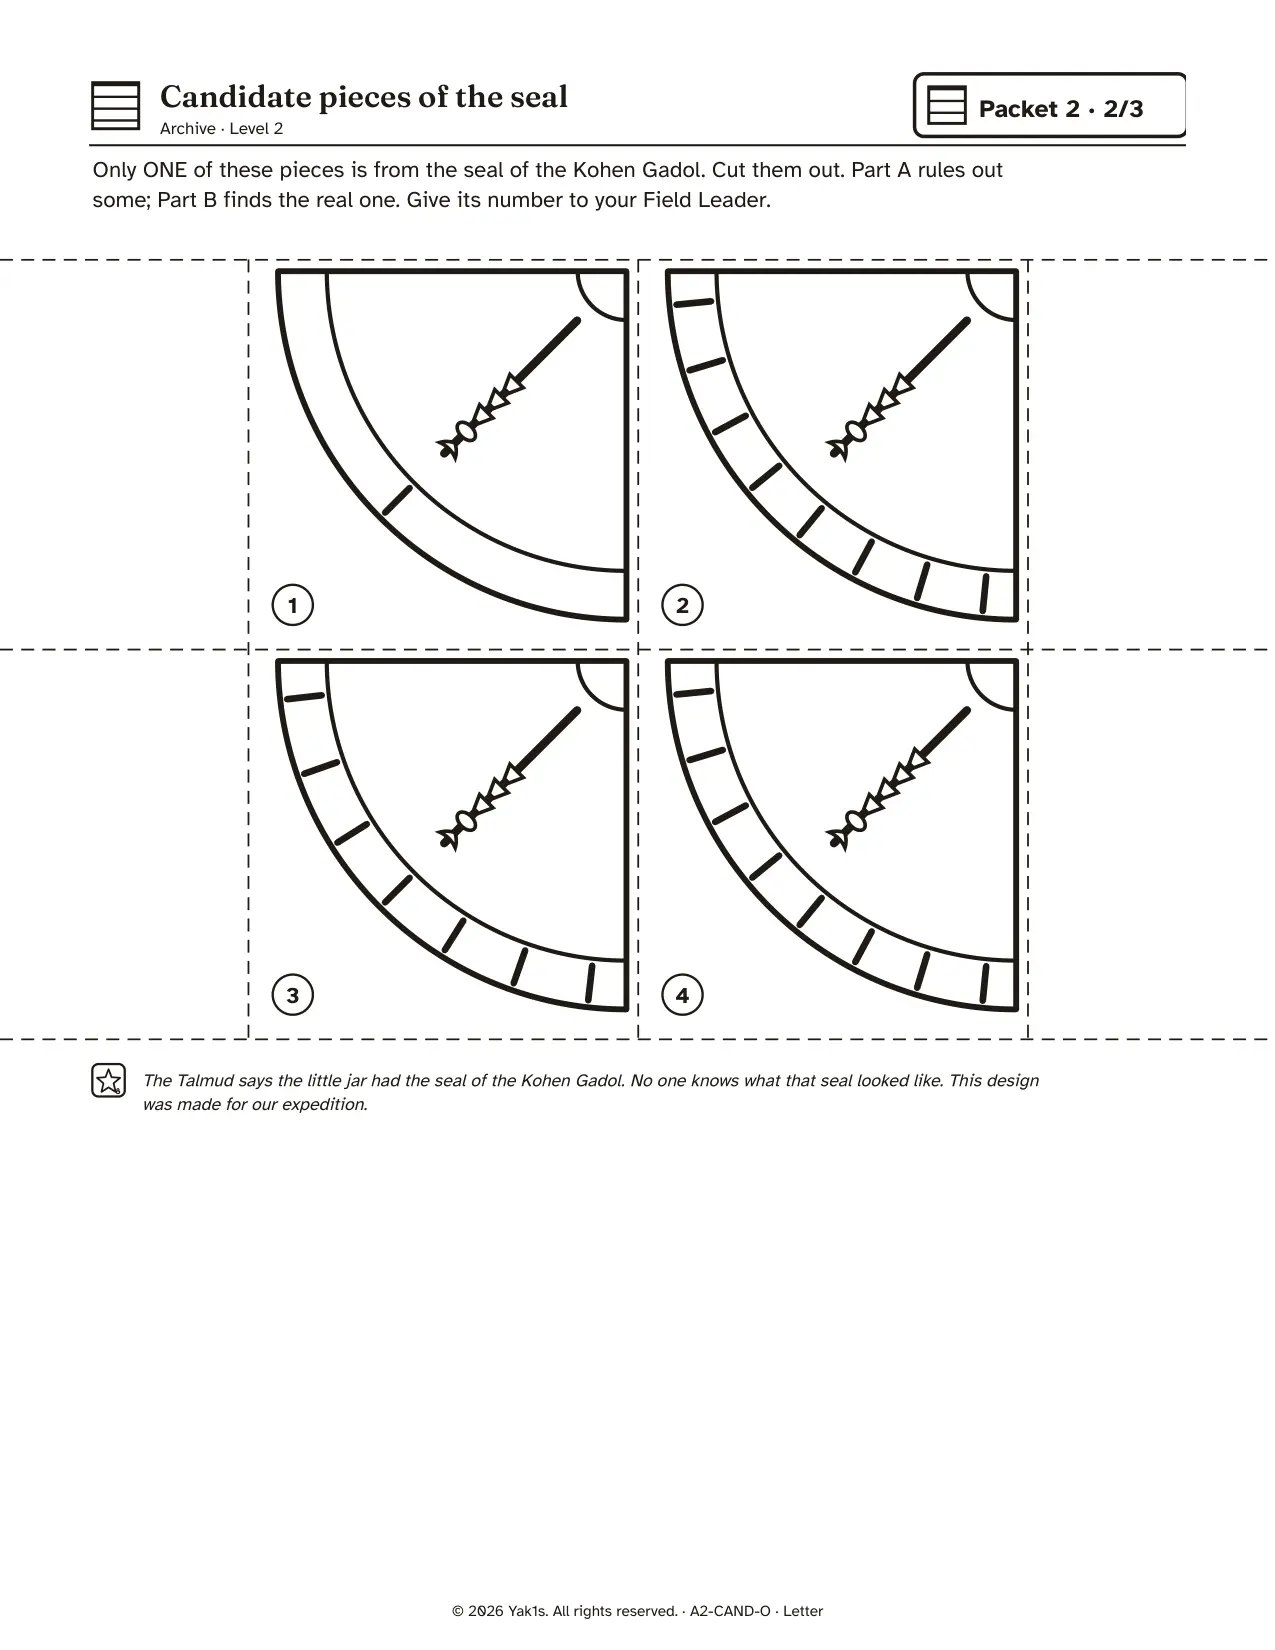 Candidate pieces of the seal
Archive · Level 2
Packet 2 · 2/3
Only ONE of these pieces is from the seal of the Kohen Gadol. Cut them out. Part A rules out
some; Part B finds the real one. Give its number to your Field Leader.
1
2
3
4
The Talmud says the little jar had the seal of the Kohen Gadol. No one knows what that seal looked like. This design
was made for our expedition.
© 2026 Yak1s. All rights reserved. · A2-CAND-O · Letter